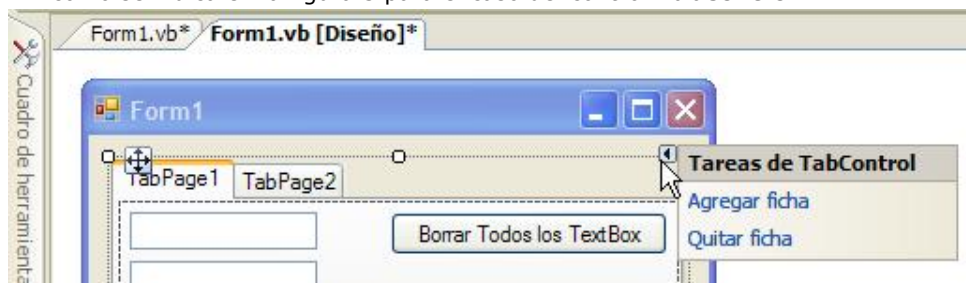 Form1.vb* Form1.vb [Diseño]*
Cuadro de herramienta
Form1
Tareas de TabControl
TabPage1 TabPage2
Agregar ficha
Borrar Todos los TextBox
Quitar ficha